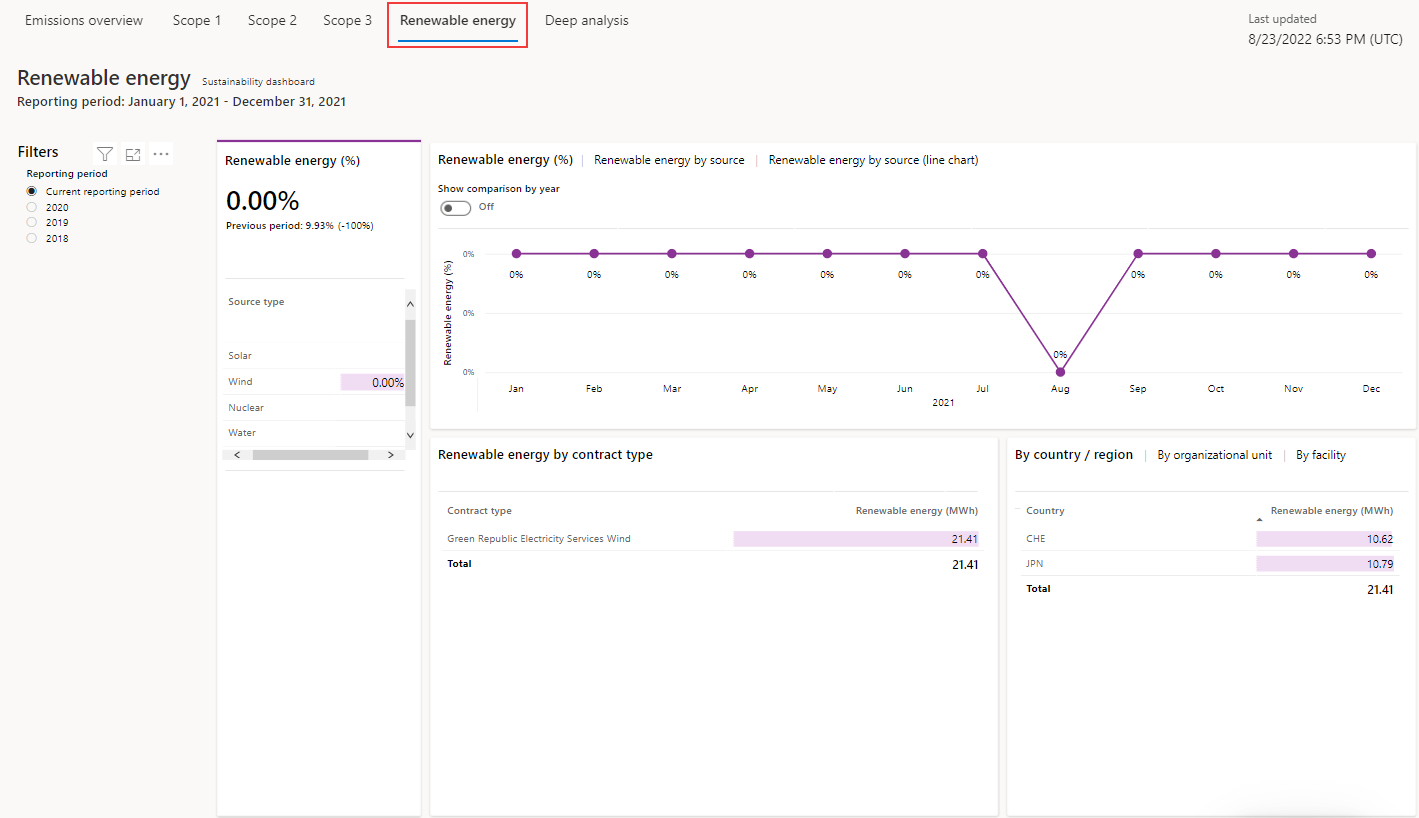 Emissions overview Scope 1 Scope 2 Scope 3 Renewable energy Deep analysis
Last updated
8/23/2022 6:53 PM (UTC)
Renewable energy Sustainability dashboard
Reporting period: January 1, 2021 - December 31, 2021
Filters
Reporting period
Current reporting period
2020
2019
2018
Renewable energy (%)
0.00%
Previous period: 9.93% (-100%)
Source type
Solar
Wind 0.00%
Nuclear
Water
Renewable energy (%) | Renewable energy by source | Renewable energy by source (line chart)
Show comparison by year
Off
Renewable energy (%)
0%
0%
0%
0% 0% 0% 0% 0% 0% 0% 0% 0% 0% 0% 0%
Jan Feb Mar Apr May Jun Jul Aug Sep Oct Nov Dec
2021
Renewable energy by contract type
Contract type Renewable energy (MWh)
Green Republic Electricity Services Wind 21.41
Total 21.41
By country / region | By organizational unit | By facility
Country Renewable energy (MWh)
CHE 10.62
JPN 10.79
Total 21.41